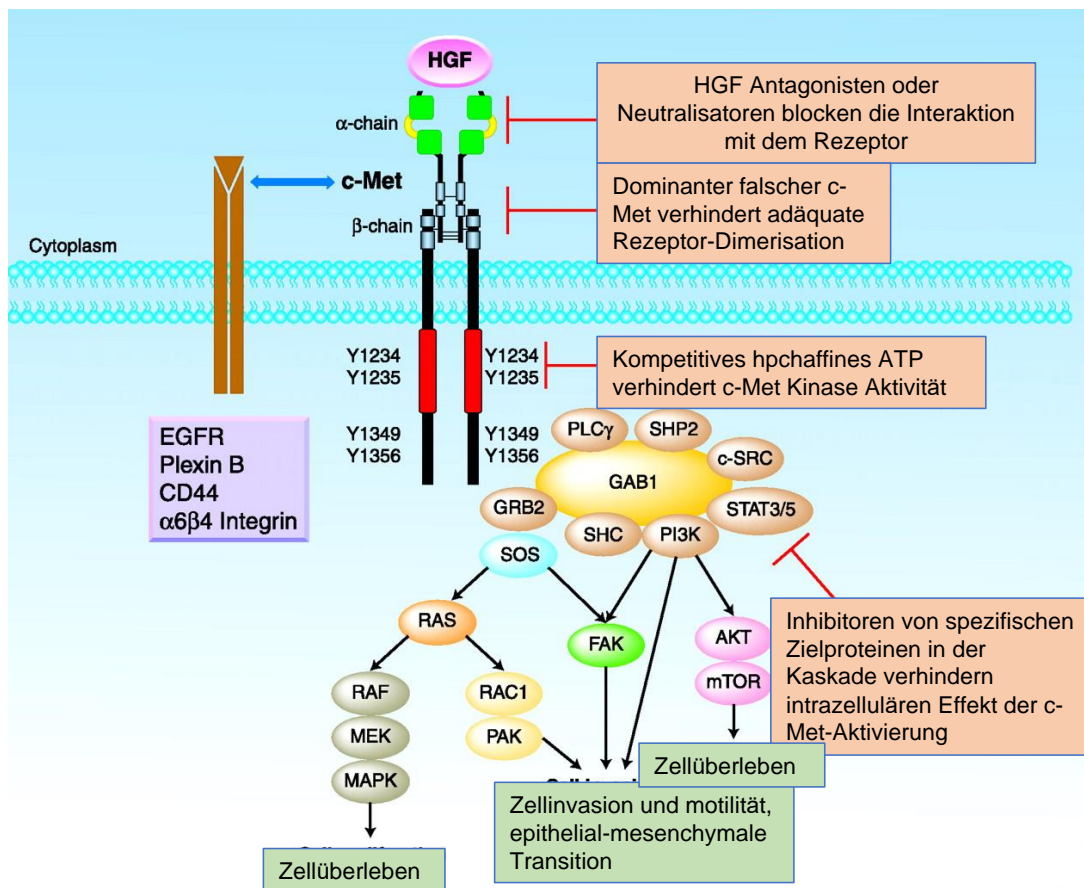 HGF
α-chain
c-Met
β-chain
Cytoplasm
HGF Antagonisten oder
Neutralisatoren blocken die Interaktion
mit dem Rezeptor
Dominanter falscher c-
Met verhindert adäquate
Rezeptor-Dimerisation
Y1234
Y1235
Y1234
Y1235
Kompetitives hpchaffines ATP
verhindert c-Met Kinase Aktivität
Y1349
Y1356
Y1349
Y1356
EGFR
Plexin B
CD44
α6β4 Integrin
PLCγ
SHP2
c-SRC
GAB1
STAT3/5
GRB2
SHC
PI3K
SOS
RAS
FAK
AKT
mTOR
RAF
MEK
MAPK
RAC1
PAK
Inhibitoren von spezifischen
Zielproteinen in der
Kaskade verhindern
intrazellulären Effekt der c-
Met-Aktivierung
Zellüberleben
Zellinvasion und motilität,
epithelial-mesenchymale
Transition
Zellüberleben